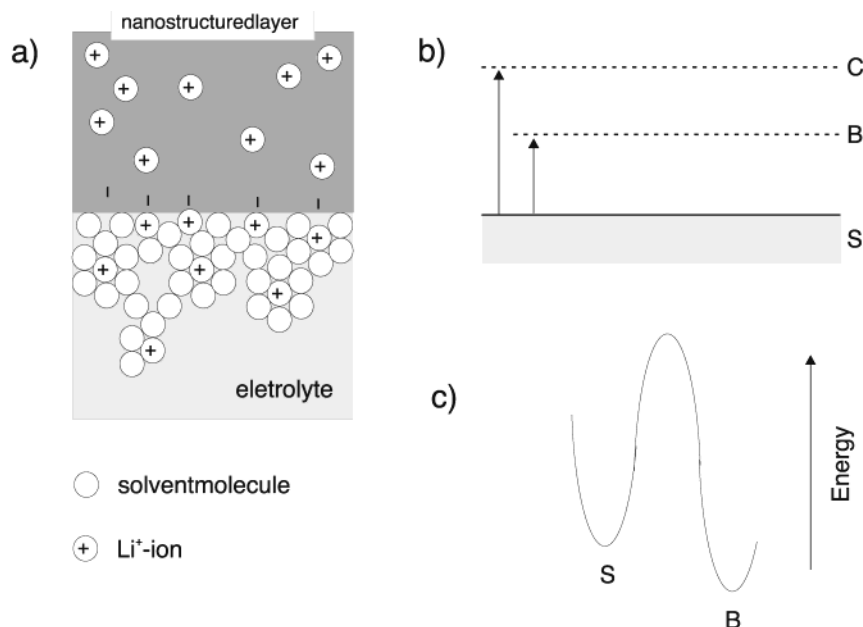 nanostructuredlayer
a)
eletrolyte
solventmolecule
Li⁺-ion
b)
C
B
S
c)
Energy
S
B